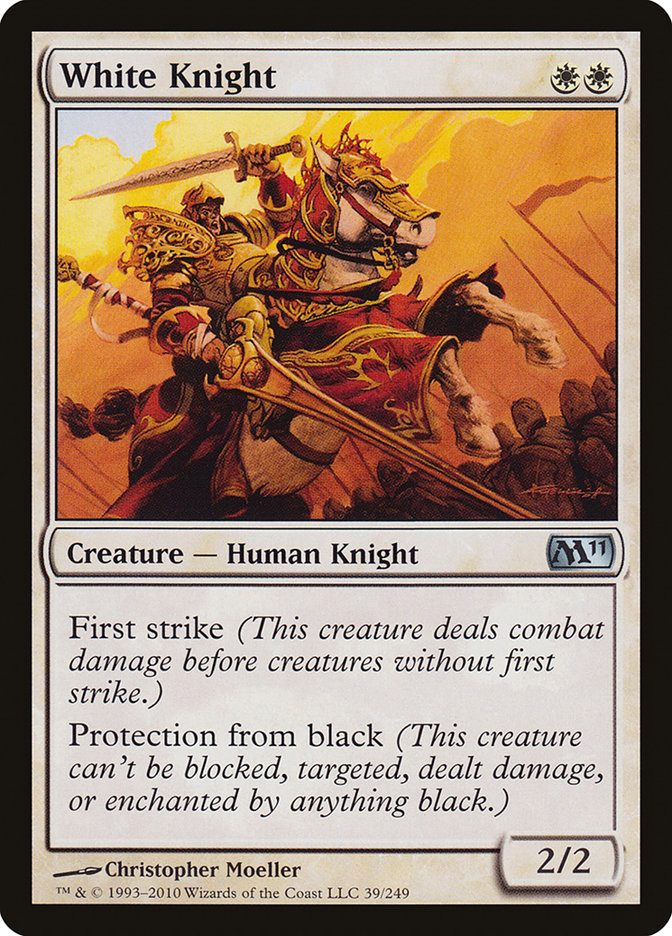 White Knight
Creature — Human Knight
M11
First strike (This creature deals combat
damage before creatures without first
strike.)
Protection from black (This creature
can't be blocked, targeted, dealt damage,
or enchanted by anything black.)
2/2
Christopher Moeller
™ & © 1993–2010 Wizards of the Coast LLC 39/249